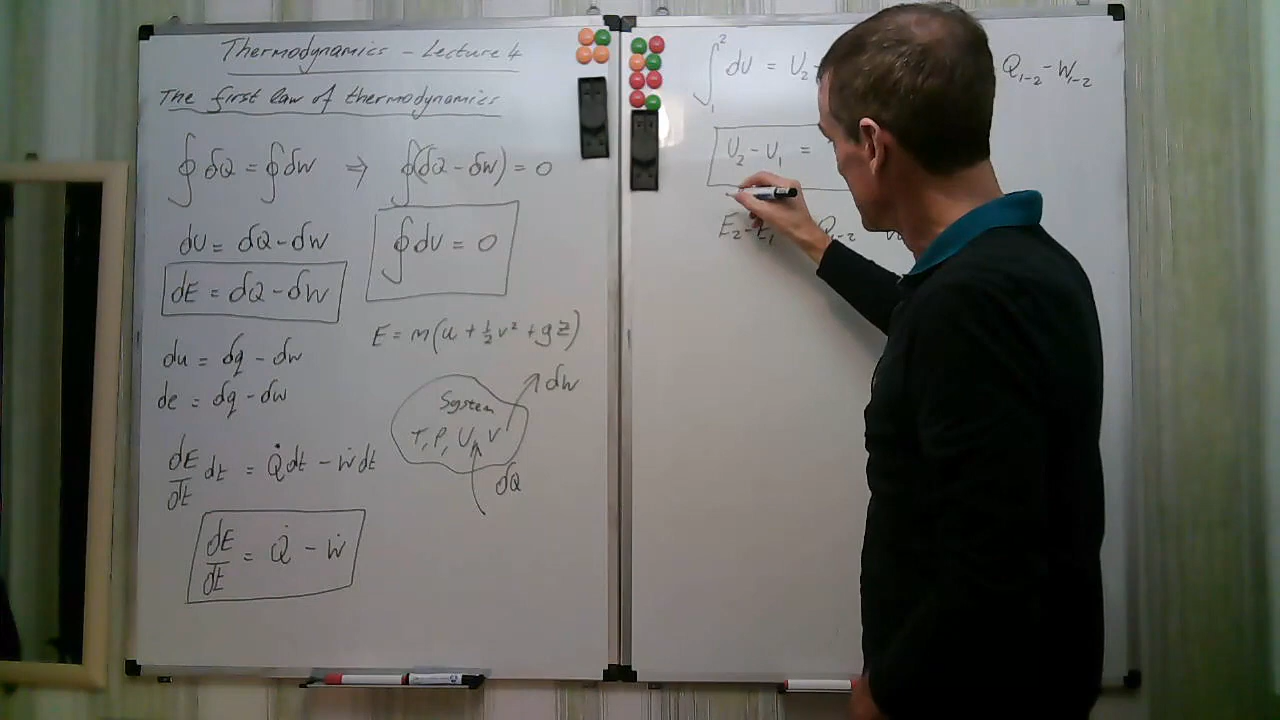 Thermodynamics - Lecture 4
The first law of thermodynamics
∮δQ = ∮δW ⇒ ∮(δQ - δW) = 0
dU = δQ - δW
∮dU = 0
dE = δQ - δW
E = m(u + ½v² + gz)
du = δq - δw
de = δq - δw
System
T, P, U, V
δW
δQ
dE/dt dt = Q̇dt - Ẇdt
dE/dt = Q̇ - Ẇ
∫₁² dU = U₂ Q₁₋₂ - W₁₋₂
U₂ - U₁ =
E₂ - E₁ Q₁₋₂